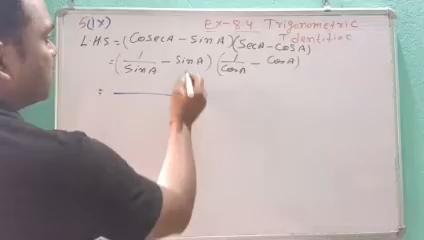 5(ix) Ex-8.4 Trigonometric
Identities
L.H.S = (CosecA - SinA)(SecA - CosA)
= (1/SinA - SinA) (1/CosA - CosA)
=